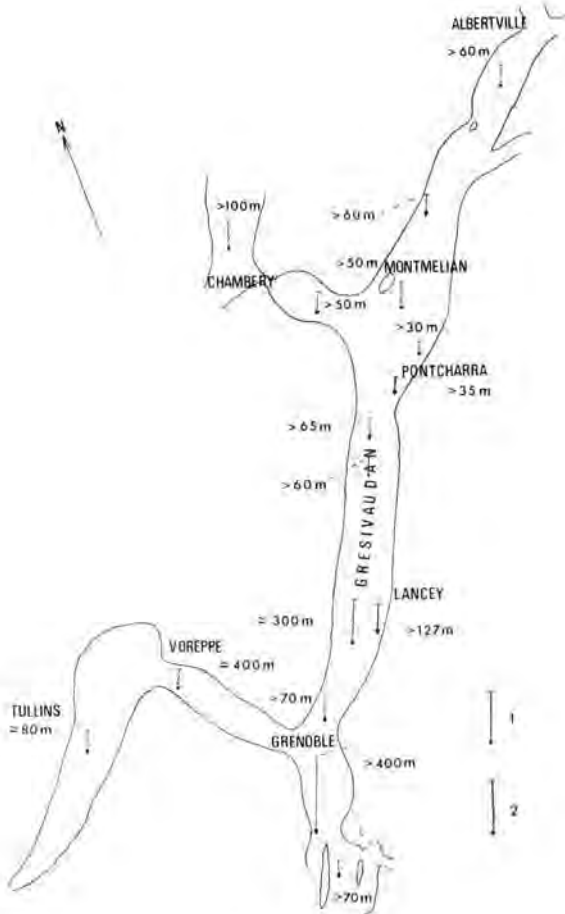 ALBERTVILLE
>60m
N
>100m
>60m
>50m
MONTMELIAN
CHAMBERY
>50m
>30m
PONTCHARRA
>35m
>65m
>60m
GRESIVAUDAN
LANCEY
≃300m
>127m
VOREPPE
≃400m
>70m
TULLINS
≃80m
GRENOBLE
>400m
1
2
>70m